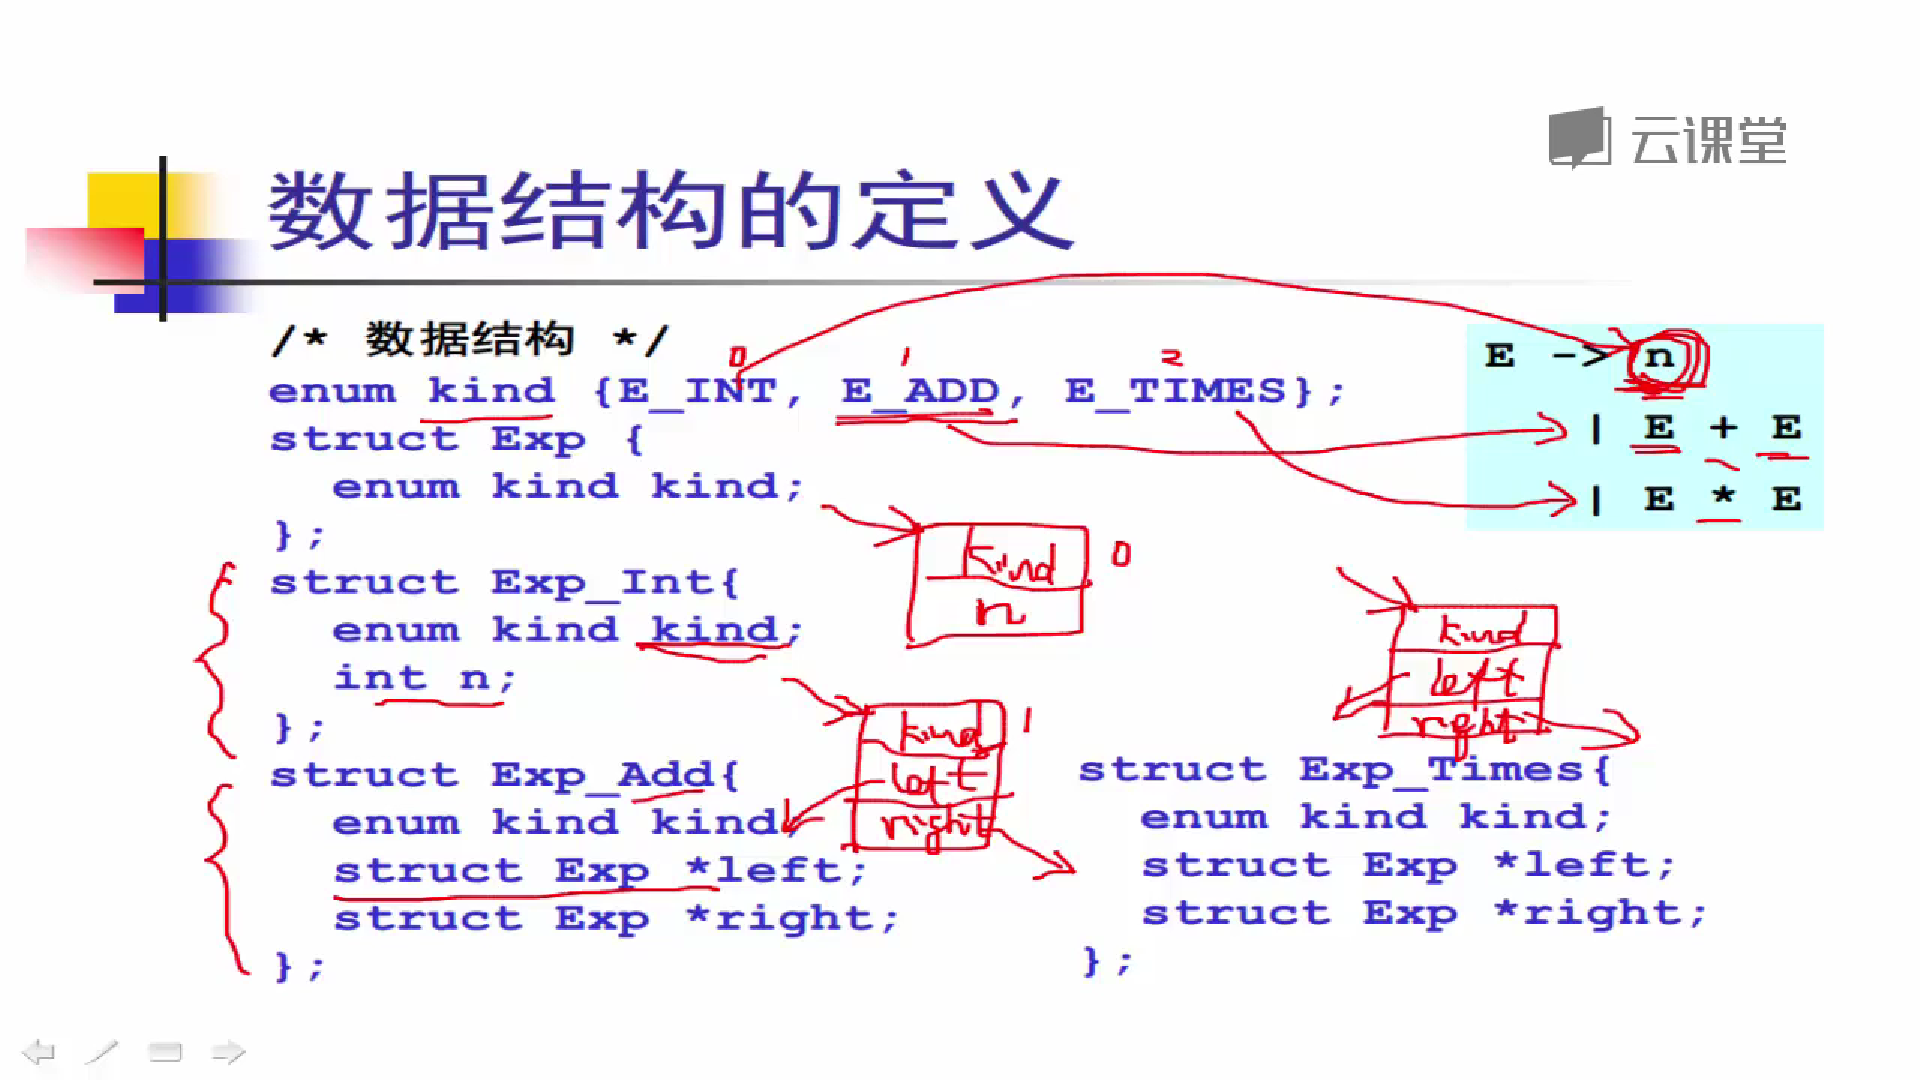 云课堂
数据结构的定义
/* 数据结构 */
0 1 2
enum kind {E_INT, E_ADD, E_TIMES};
struct Exp {
enum kind kind;
};
struct Exp_Int{
enum kind kind;
int n;
};
struct Exp_Add{
enum kind kind;
struct Exp *left;
struct Exp *right;
};
E -> n
| E + E
| E * E
kind 0
n
kind 1
left
right
kind
left
right
struct Exp_Times{
enum kind kind;
struct Exp *left;
struct Exp *right;
};